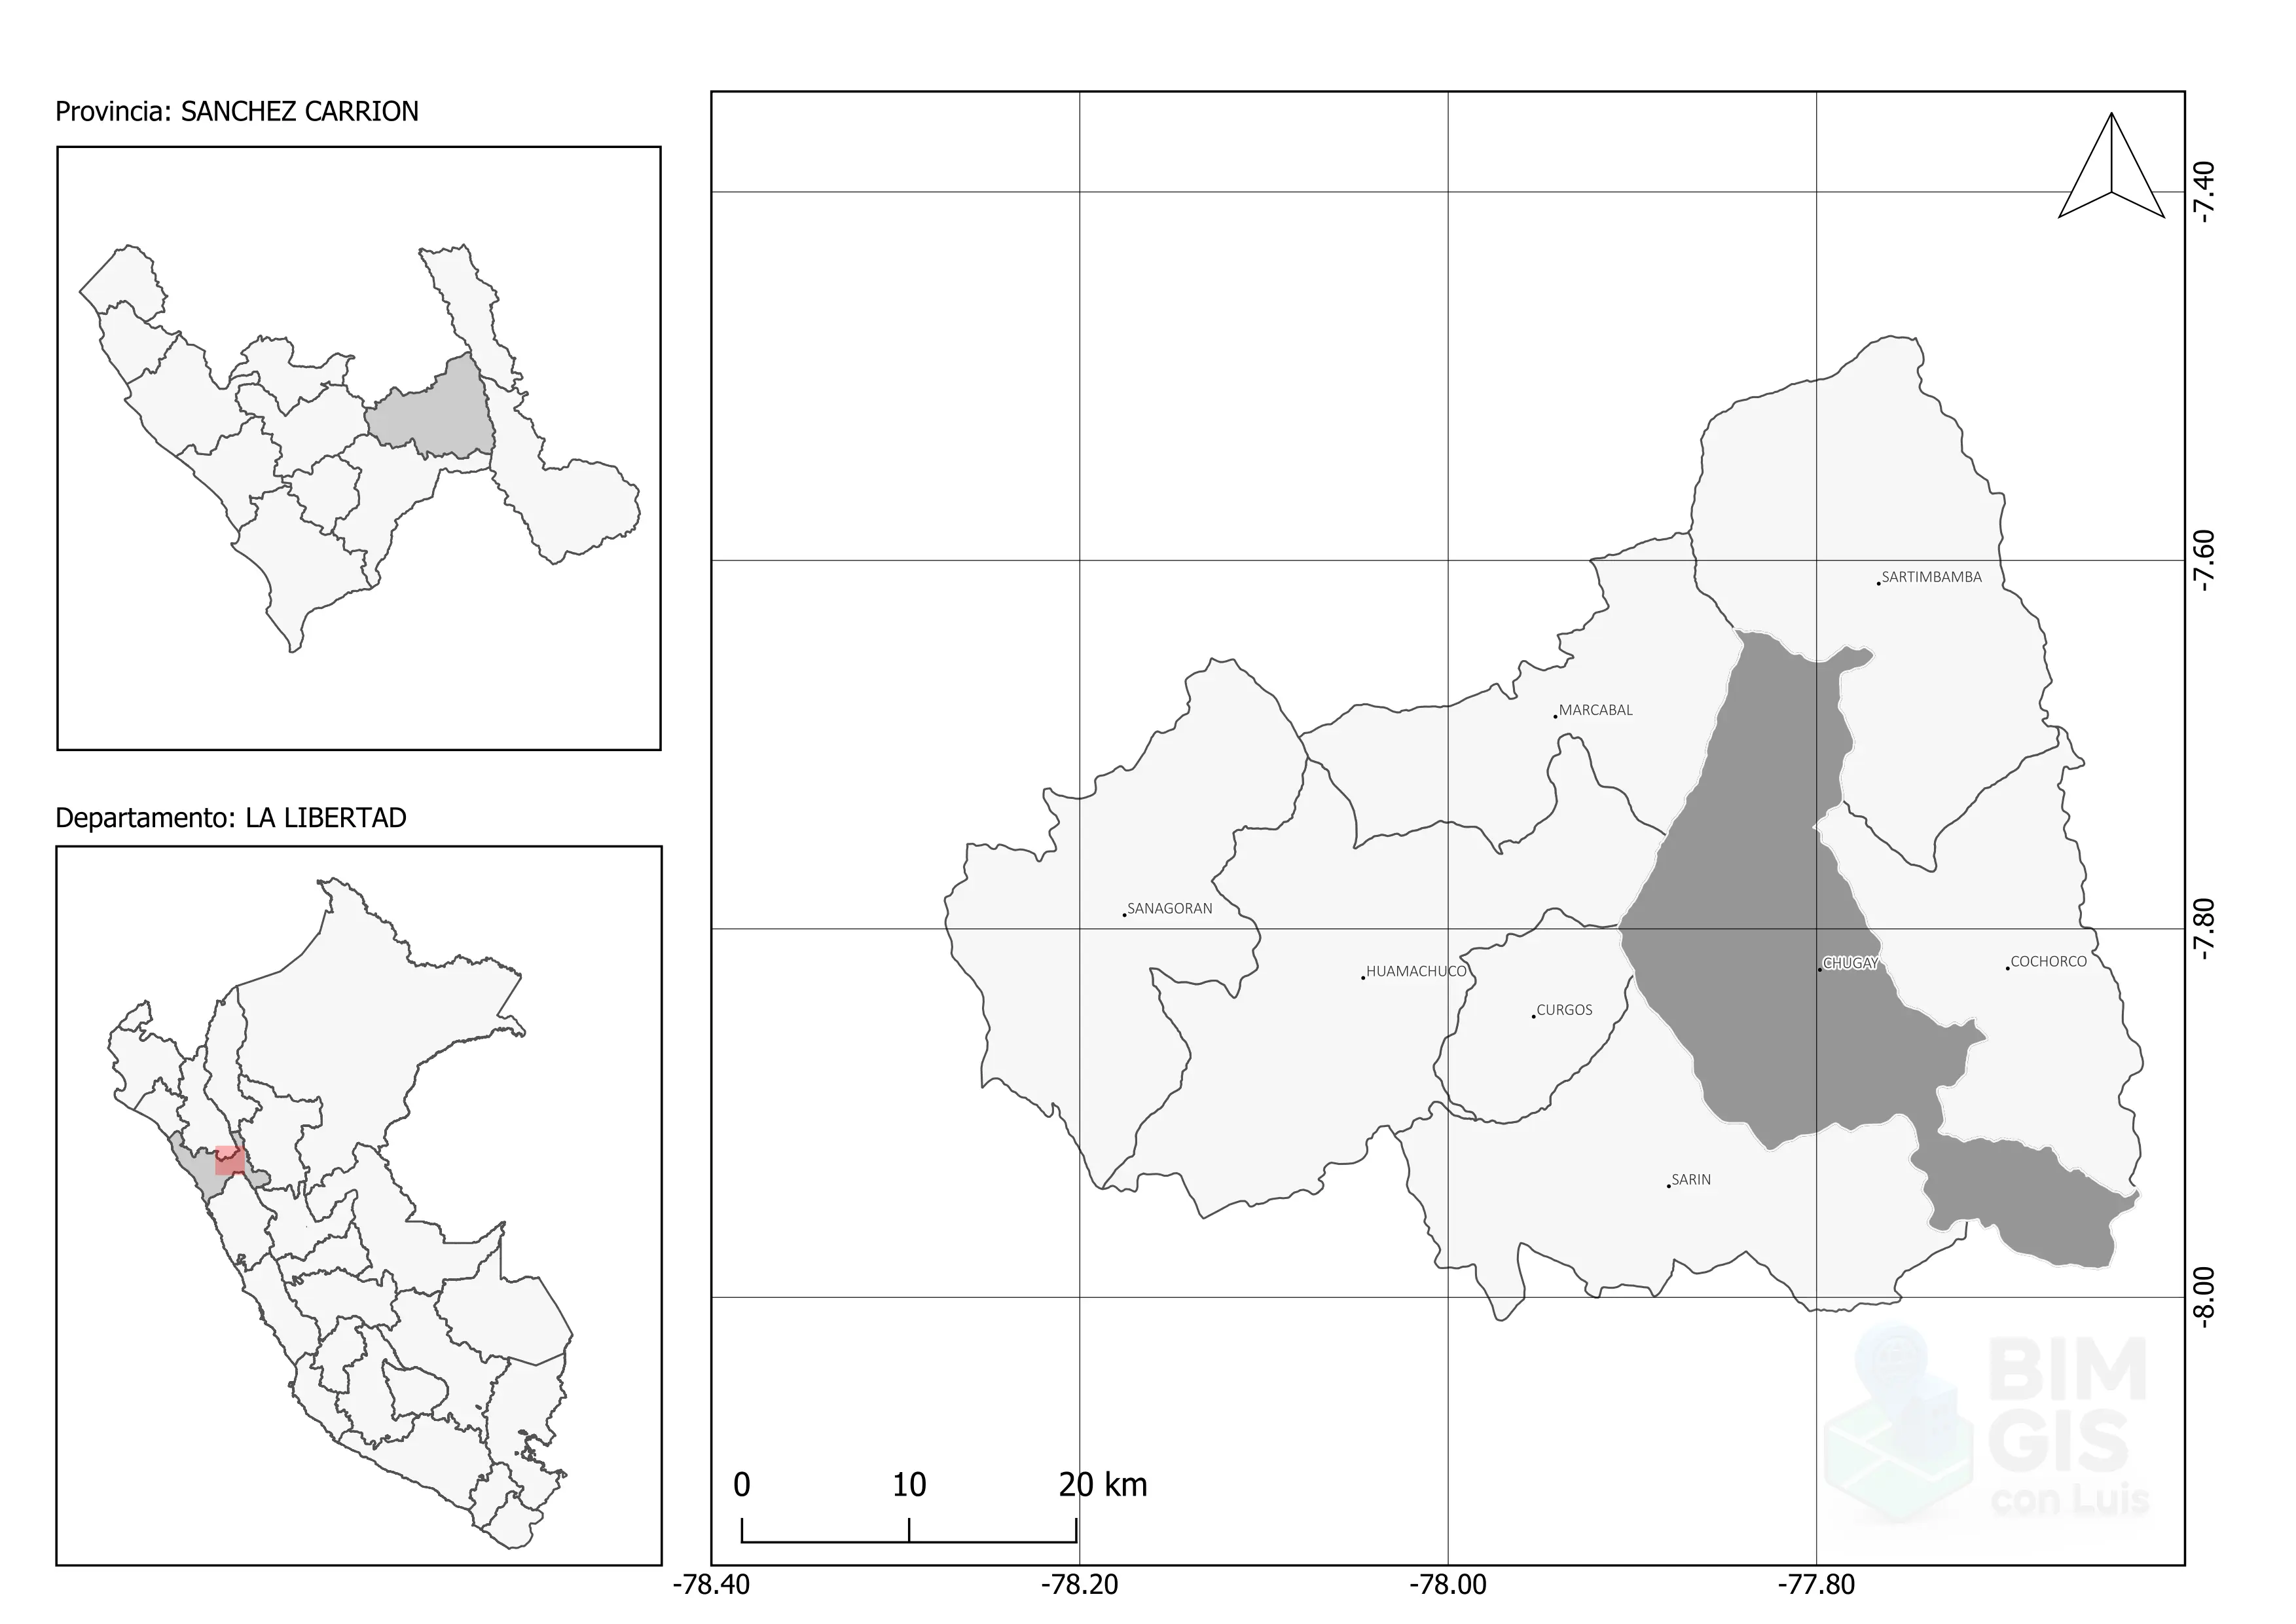 Provincia: SANCHEZ CARRION
Departamento: LA LIBERTAD
-7.40
-7.60
-7.80
-8.00
SARTIMBAMBA
MARCABAL
SANAGORAN
HUAMACHUCO
CHUGAY
COCHORCO
CURGOS
SARIN
BIM
GIS
con Luis
0 10 20 km
-78.40 -78.20 -78.00 -77.80